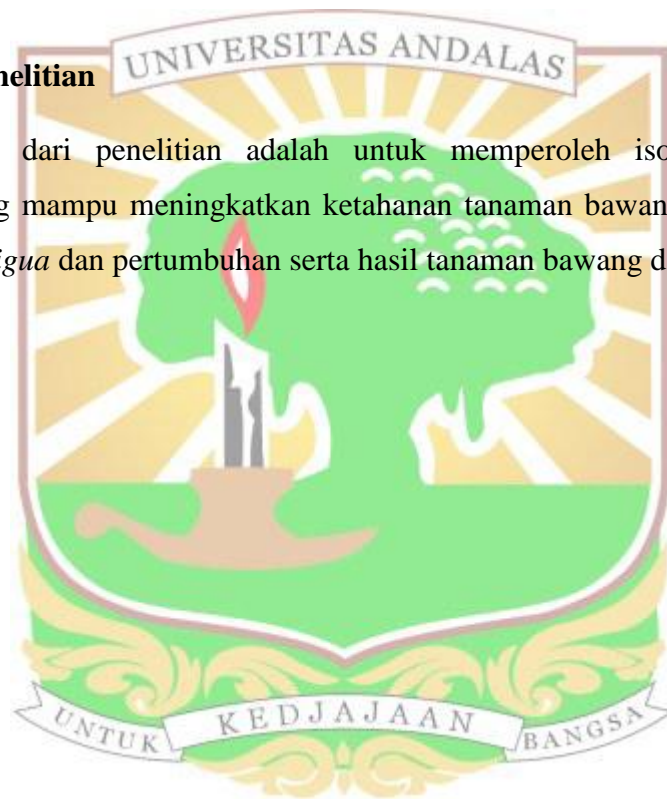 UNIVERSITAS ANDALAS
nelitian
dari penelitian adalah untuk memperoleh iso
g mampu meningkatkan ketahanan tanaman bawan
igua dan pertumbuhan serta hasil tanaman bawang d
UNTUK KEDJAJAAN BANGSA